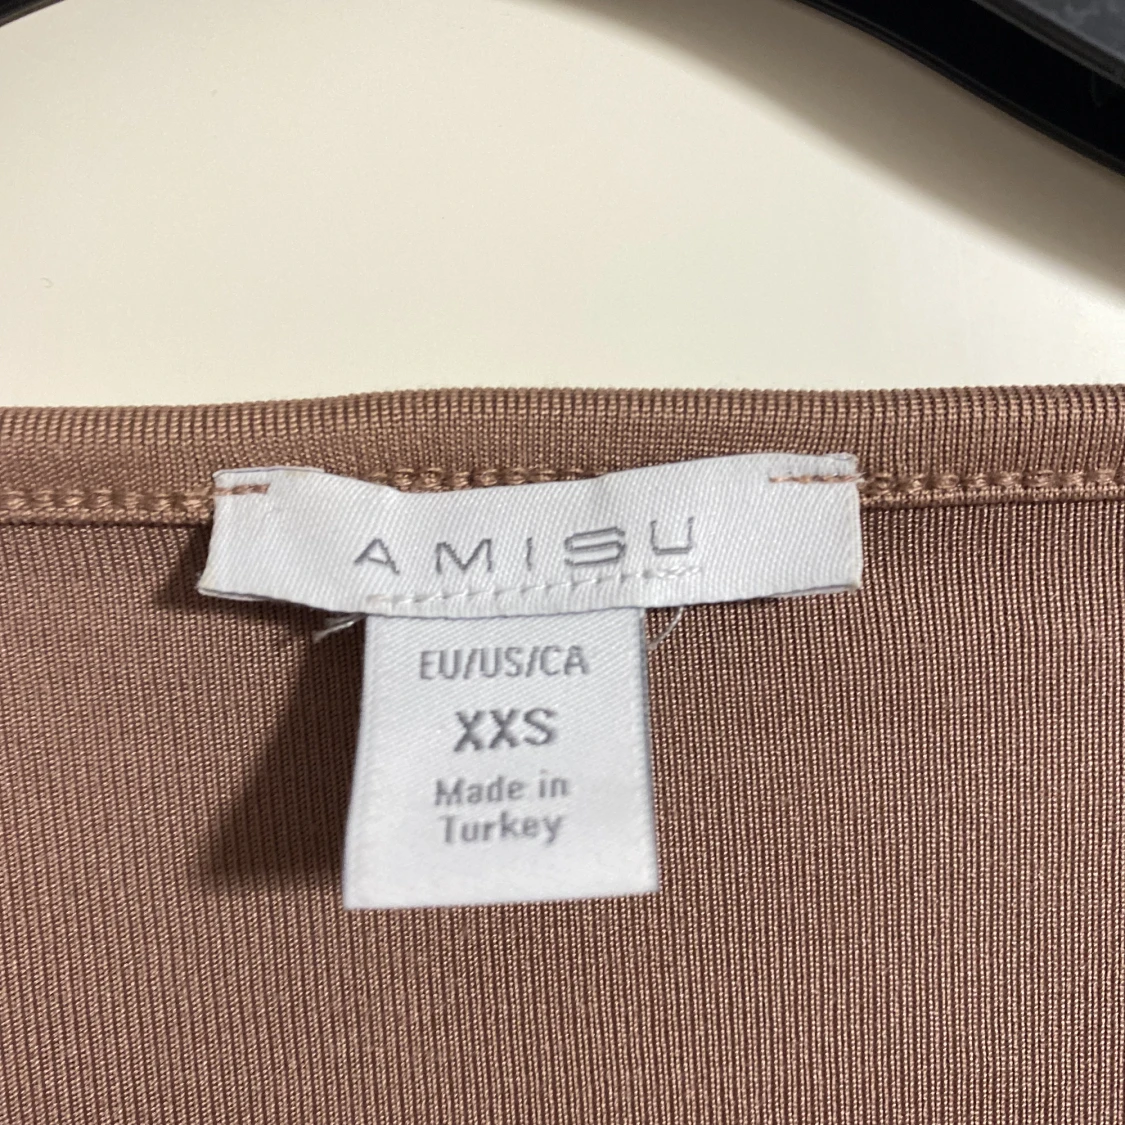 AMISU
EU/US/CA
XXS
Made in
Turkey